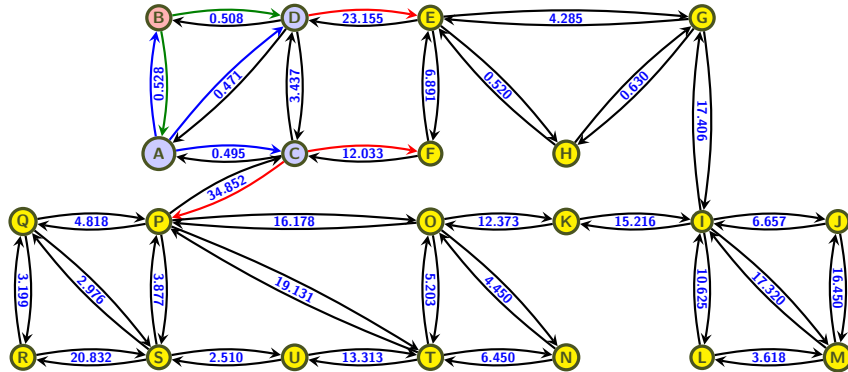 B 0.508 D 23.155 E 4.285 G
0.528 0.471 3.437 6.891 0.520 0.630 17.406
A 0.495 C 12.033 F H
34.852
Q 4.818 P 16.178 O 12.373 K 15.216 I 6.657 J
3.199 2.976 3.877 19.131 5.203 4.450 10.625 17.320 16.450
R 20.832 S 2.510 U 13.313 T 6.450 N L 3.618 M